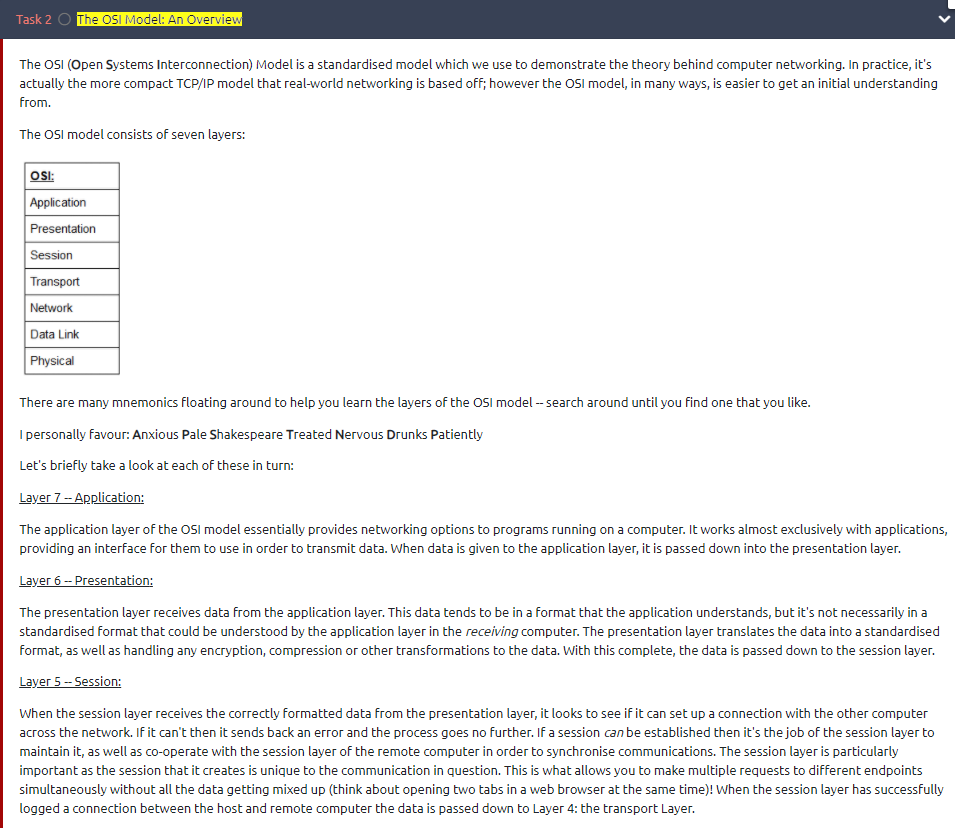 Task 2 The OSI Model: An Overview
The OSI (Open Systems Interconnection) Model is a standardised model which we use to demonstrate the theory behind computer networking. In practice, it's
actually the more compact TCP/IP model that real-world networking is based off; however the OSI model, in many ways, is easier to get an initial understanding
from.
The OSI model consists of seven layers:
OSI:
Application
Presentation
Session
Transport
Network
Data Link
Physical
There are many mnemonics floating around to help you learn the layers of the OSI model -- search around until you find one that you like.
I personally favour: Anxious Pale Shakespeare Treated Nervous Drunks Patiently
Let's briefly take a look at each of these in turn:
Layer 7 -- Application:
The application layer of the OSI model essentially provides networking options to programs running on a computer. It works almost exclusively with applications,
providing an interface for them to use in order to transmit data. When data is given to the application layer, it is passed down into the presentation layer.
Layer 6 -- Presentation:
The presentation layer receives data from the application layer. This data tends to be in a format that the application understands, but it's not necessarily in a
standardised format that could be understood by the application layer in the receiving computer. The presentation layer translates the data into a standardised
format, as well as handling any encryption, compression or other transformations to the data. With this complete, the data is passed down to the session layer.
Layer 5 -- Session:
When the session layer receives the correctly formatted data from the presentation layer, it looks to see if it can set up a connection with the other computer
across the network. If it can't then it sends back an error and the process goes no further. If a session can be established then it's the job of the session layer to
maintain it, as well as co-operate with the session layer of the remote computer in order to synchronise communications. The session layer is particularly
important as the session that it creates is unique to the communication in question. This is what allows you to make multiple requests to different endpoints
simultaneously without all the data getting mixed up (think about opening two tabs in a web browser at the same time)! When the session layer has successfully
logged a connection between the host and remote computer the data is passed down to Layer 4: the transport Layer.